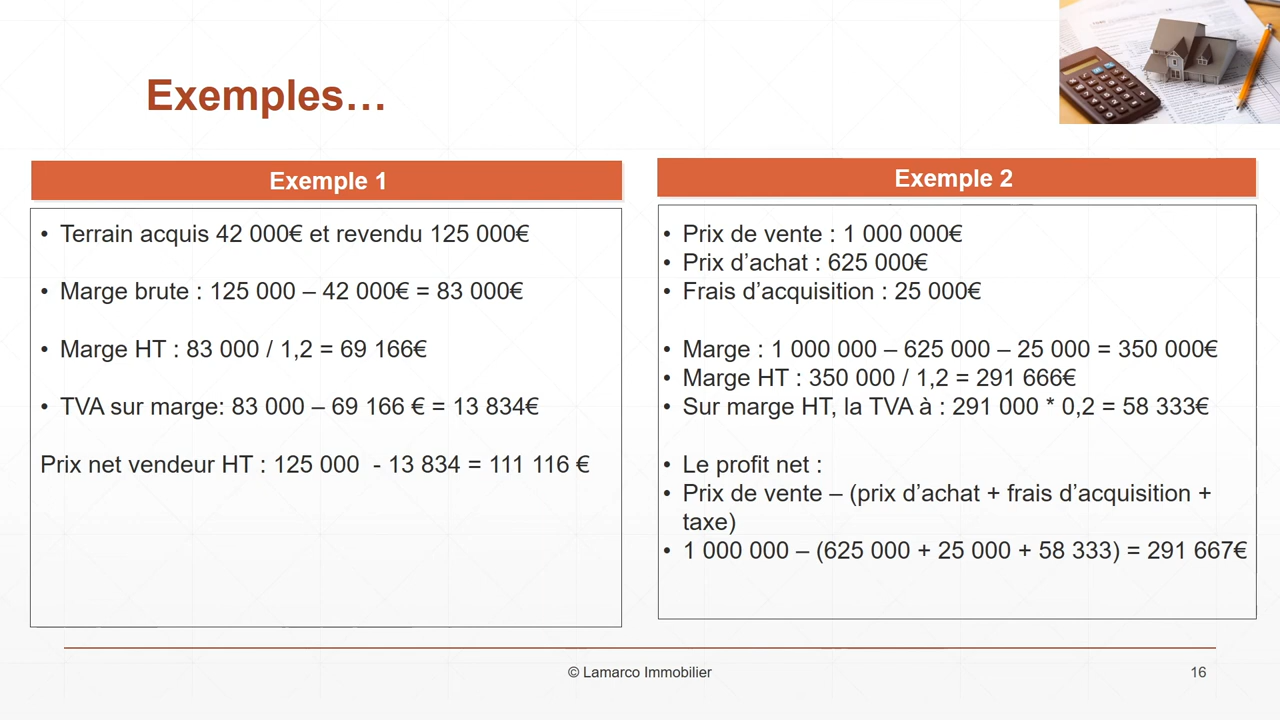 Exemples…
Exemple 1
• Terrain acquis 42 000€ et revendu 125 000€
• Marge brute : 125 000 – 42 000€ = 83 000€
• Marge HT : 83 000 / 1,2 = 69 166€
• TVA sur marge: 83 000 – 69 166 € = 13 834€
Prix net vendeur HT : 125 000  - 13 834 = 111 116 €
Exemple 2
• Prix de vente : 1 000 000€
• Prix d’achat : 625 000€
• Frais d’acquisition : 25 000€
• Marge : 1 000 000 – 625 000 – 25 000 = 350 000€
• Marge HT : 350 000 / 1,2 = 291 666€
• Sur marge HT, la TVA à : 291 000 * 0,2 = 58 333€
• Le profit net :
• Prix de vente – (prix d’achat + frais d’acquisition +
taxe)
• 1 000 000 – (625 000 + 25 000 + 58 333) = 291 667€
© Lamarco Immobilier
16